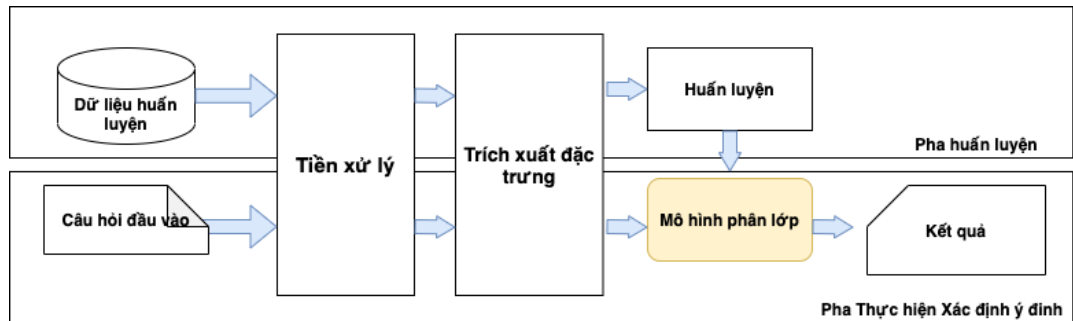 Dữ liệu huấn
luyện
Tiền xử lý
Trích xuất đặc
trưng
Huấn luyện
Pha huấn luyện
Câu hỏi đầu vào
Mô hình phân lớp
Kết quả
Pha Thực hiện Xác định ý đinh